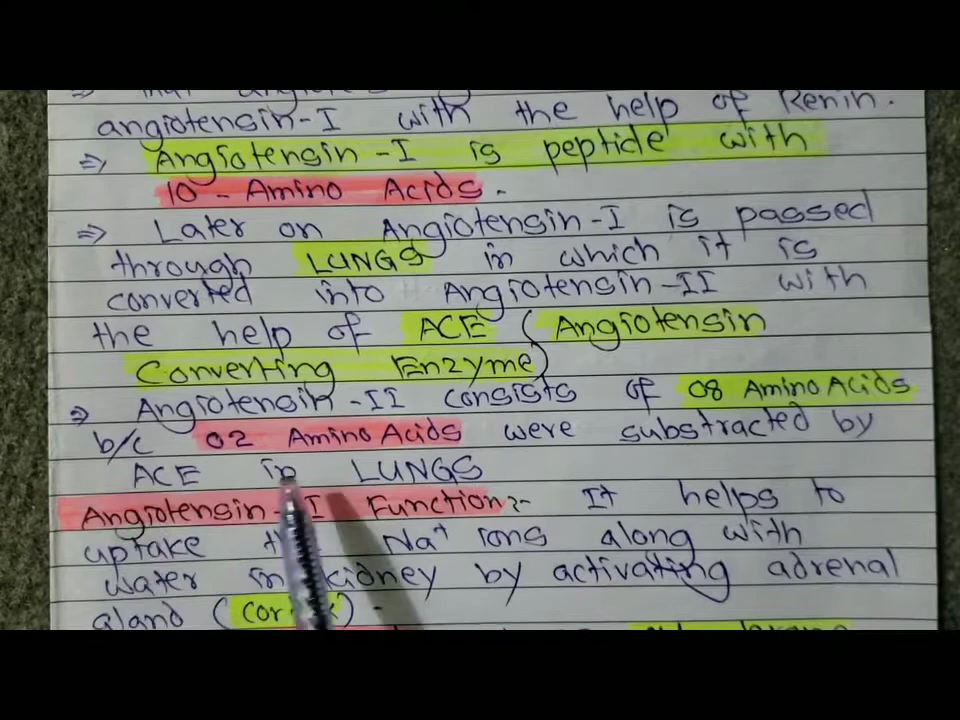 angiotensin-I with the help of Renin.
⇒ Angiotensin-I is peptide with
10 - Amino Acids.
⇒ Later on Angiotensin-I is passed
through LUNGS in which it is
converted into Angiotensin-II with
the help of ACE (Angiotensin
Converting Enzyme)
⇒ Angiotensin-II consists of 08 Amino Acids
b/c 02 Amino Acids were substracted by
ACE in LUNGS
Angiotensin-I Function:- It helps to
uptake Na⁺ ions along with
water in kidney by activating adrenal
gland (